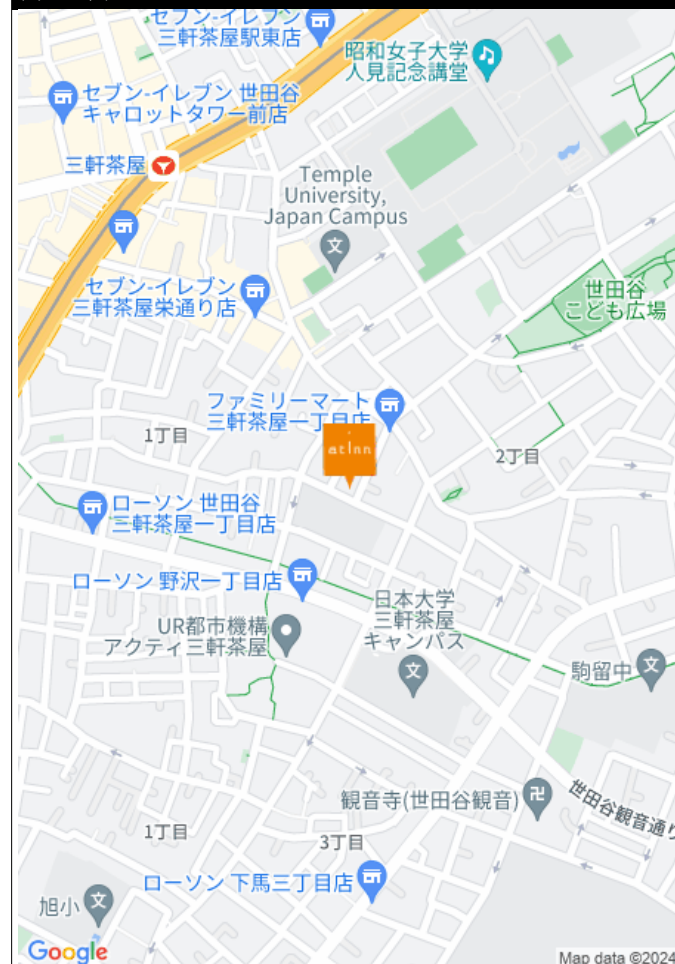 セブン-イレブン
三軒茶屋駅東店
昭和女子大学
人見記念講堂
セブン-イレブン 世田谷
キャロットタワー前店
三軒茶屋
Temple
University,
Japan Campus
文
セブン-イレブン
三軒茶屋栄通り店
世田谷
こども広場
ファミリーマート
三軒茶屋一丁目店
1丁目
atInn
2丁目
ローソン 世田谷
三軒茶屋一丁目店
ローソン 野沢一丁目店
日本大学
三軒茶屋
キャンパス
UR都市機構
アクティ三軒茶屋
文
駒留中
文
観音寺(世田谷観音)
卍
世田谷観音通り
1丁目
3丁目
ローソン 下馬三丁目店
旭小
文
Google
Map data ©2024